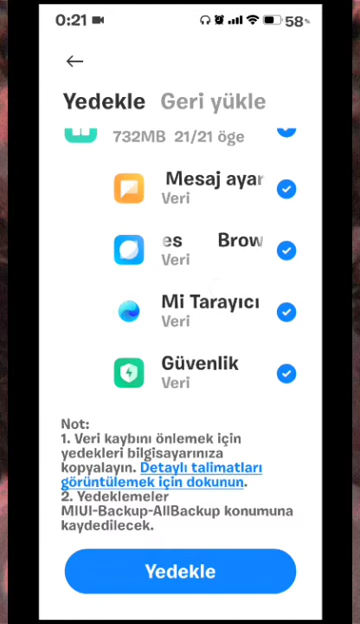 0:21
58
Yedekle Geri yükle
732MB 21/21 öge
Mesaj ayar
Veri
es Brow
Veri
Mi Tarayıcı
Veri
Güvenlik
Veri
Not:
1. Veri kaybını önlemek için
yedekleri bilgisayarınıza
kopyalayın. Detaylı talimatları
görüntülemek için dokunun.
2. Yedeklemeler
MIUI-Backup-AllBackup konumuna
kaydedilecek.
Yedekle